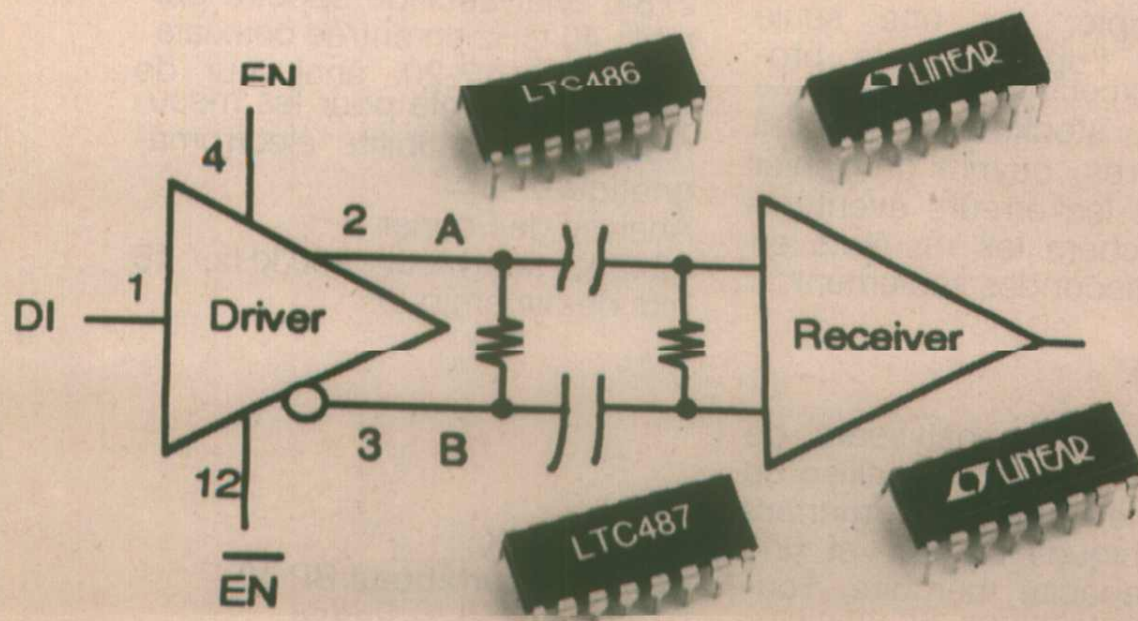 EN
LTC486
LINEAR
4
2 A
1
DI
Driver
Receiver
3 B
12
EN
LTC487
LINEAR